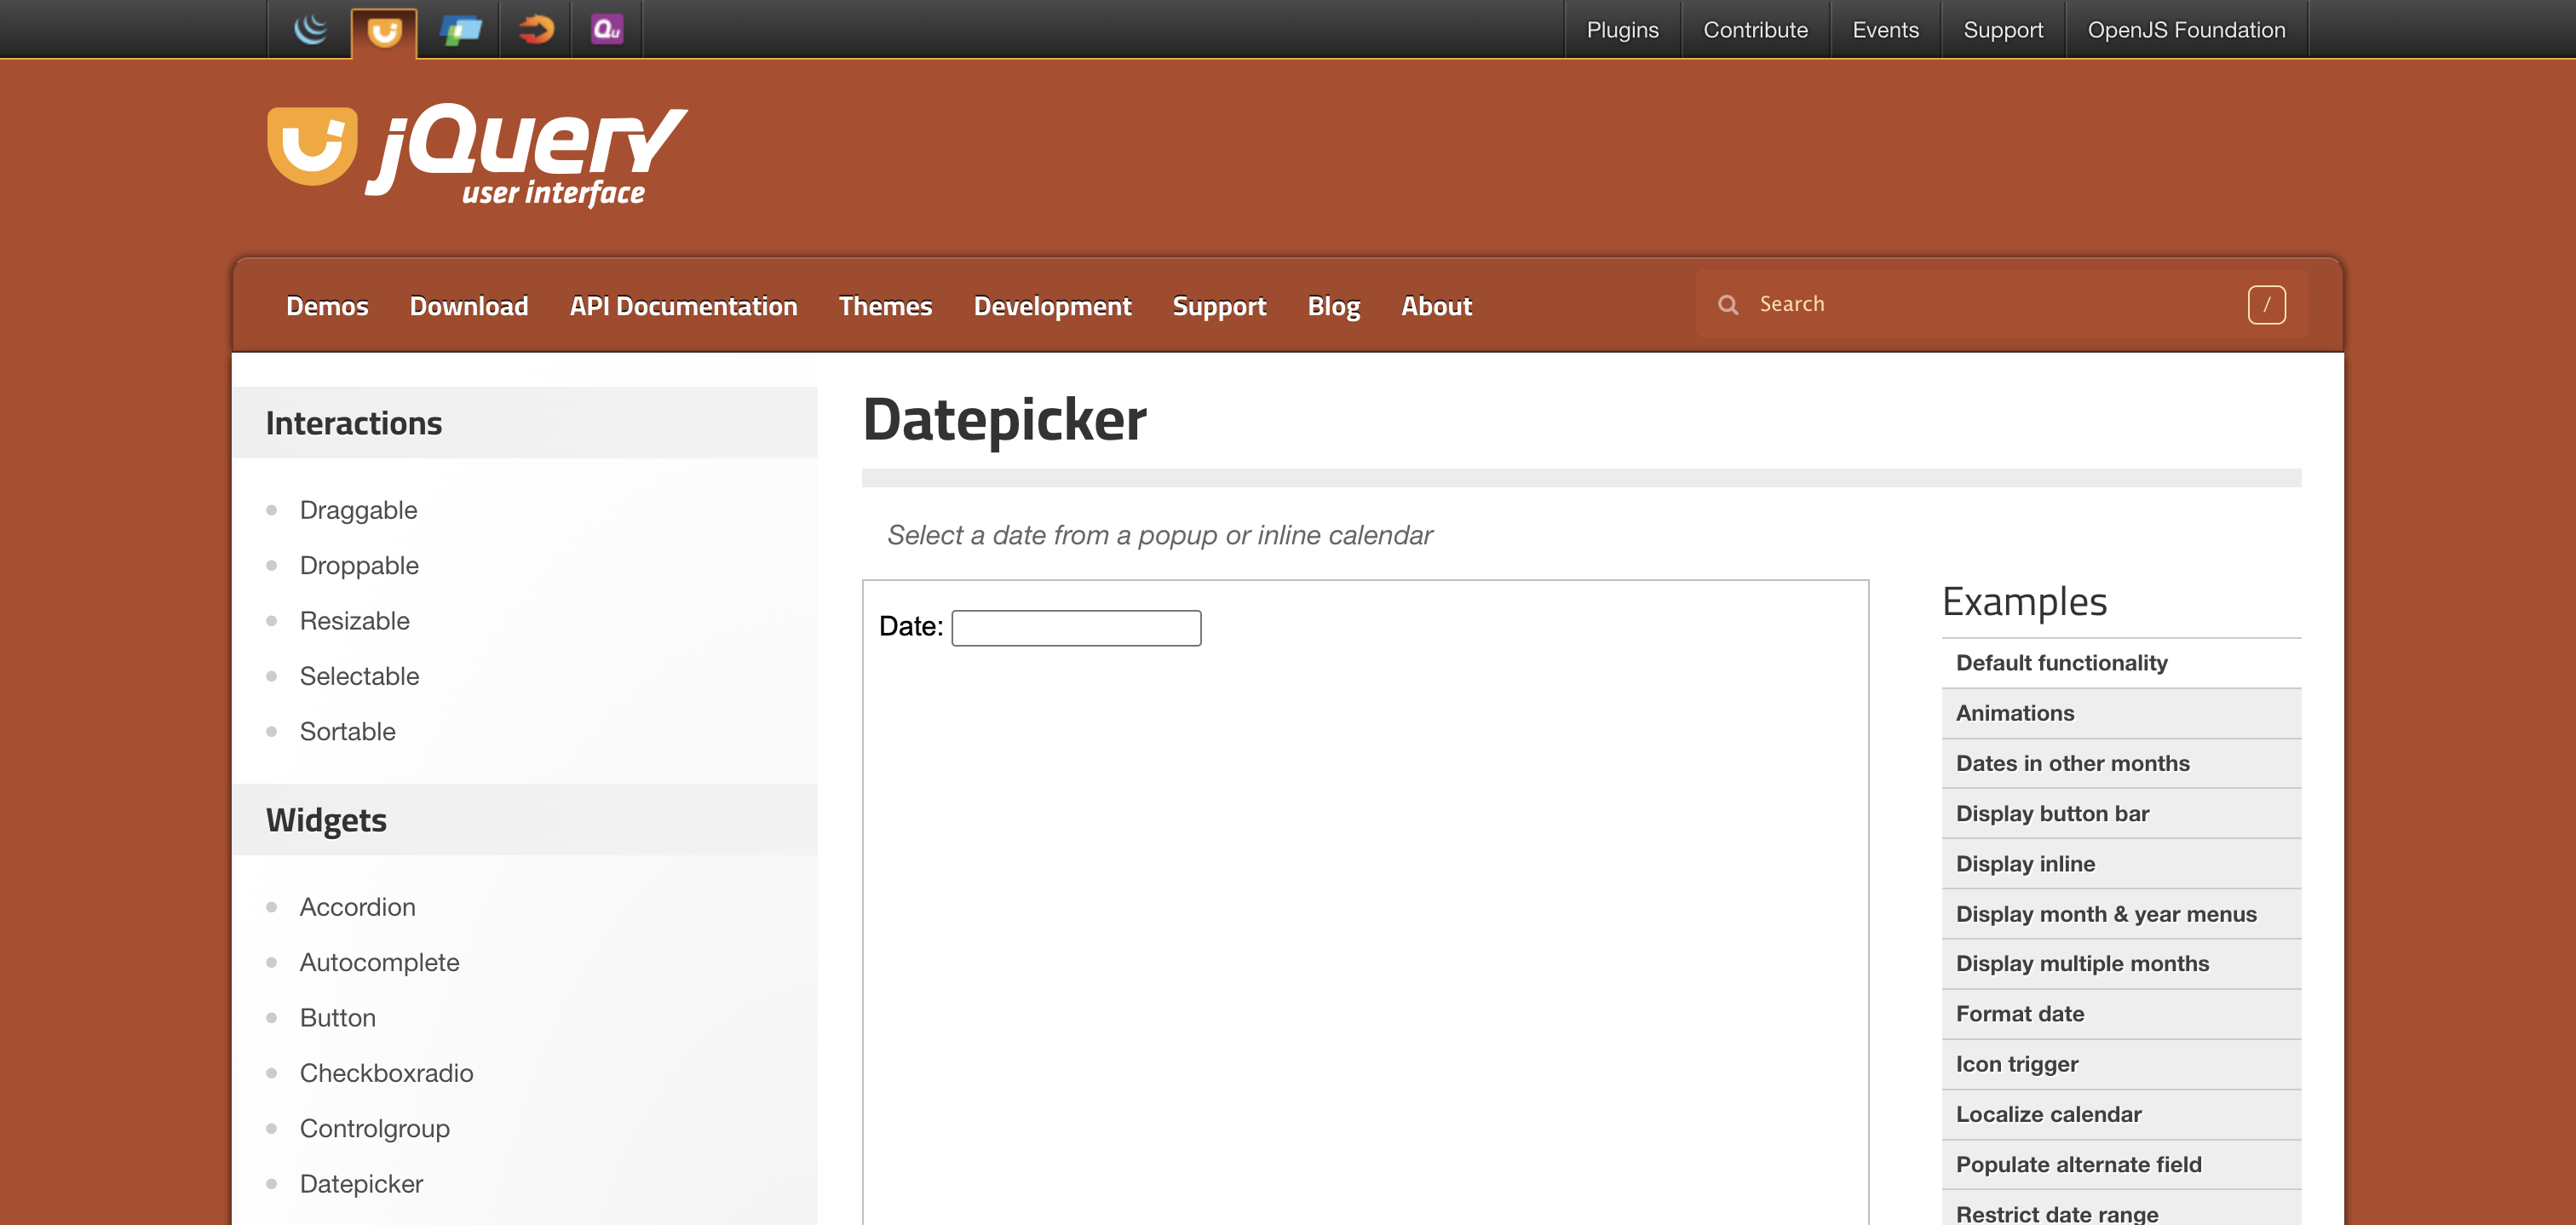 Qu
Plugins Contribute Events Support OpenJS Foundation
jQuery
user interface
Demos Download API Documentation Themes Development Support Blog About Search /
Interactions
Draggable
Droppable
Resizable
Selectable
Sortable
Widgets
Accordion
Autocomplete
Button
Checkboxradio
Controlgroup
Datepicker
Datepicker
Select a date from a popup or inline calendar
Date:
Examples
Default functionality
Animations
Dates in other months
Display button bar
Display inline
Display month & year menus
Display multiple months
Format date
Icon trigger
Localize calendar
Populate alternate field
Restrict date range